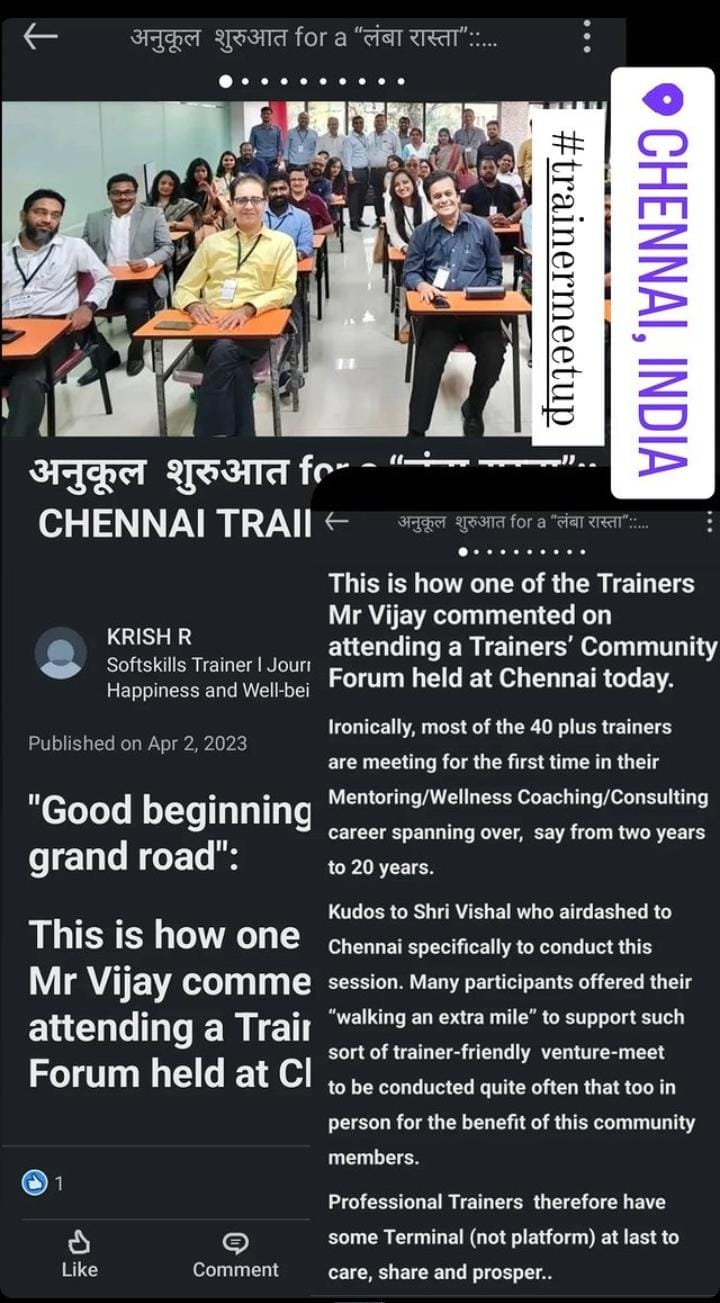 अनुकूल शुरुआत for a “लंबा रास्ता”::...
#trainermeetup
CHENNAI, INDIA
अनुकूल शुरुआत for a “लंबा रास्ता”::
CHENNAI TRAI
KRISH R
Softskills Trainer l Journ
Happiness and Well-bei
Published on Apr 2, 2023
"Good beginning
grand road":
This is how one
Mr Vijay comme
attending a Train
Forum held at Cl
1
Like
Comment
अनुकूल शुरुआत for a “लंबा रास्ता”::...
This is how one of the Trainers
Mr Vijay commented on
attending a Trainers’ Community
Forum held at Chennai today.
Ironically, most of the 40 plus trainers
are meeting for the first time in their
Mentoring/Wellness Coaching/Consulting
career spanning over, say from two years
to 20 years.
Kudos to Shri Vishal who airdashed to
Chennai specifically to conduct this
session. Many participants offered their
“walking an extra mile” to support such
sort of trainer-friendly venture-meet
to be conducted quite often that too in
person for the benefit of this community
members.
Professional Trainers therefore have
some Terminal (not platform) at last to
care, share and prosper..